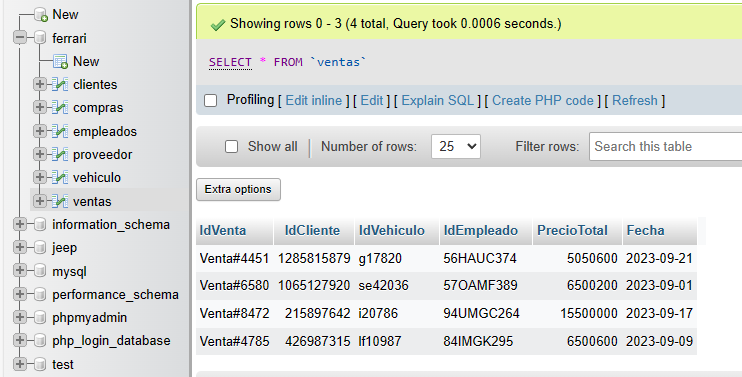 New
ferrari
New
clientes
compras
empleados
proveedor
vehiculo
ventas
information_schema
jeep
mysql
performance_schema
phpmyadmin
php_login_database
test
Showing rows 0 - 3 (4 total, Query took 0.0006 seconds.)
SELECT * FROM `ventas`
Profiling [ Edit inline ] [ Edit ] [ Explain SQL ] [ Create PHP code ] [ Refresh ]
Show all Number of rows: 25 Filter rows: Search this table
Extra options
IdVenta IdCliente IdVehiculo IdEmpleado PrecioTotal Fecha
Venta#4451 1285815879 g17820 56HAUC374 5050600 2023-09-21
Venta#6580 1065127920 se42036 57OAMF389 6500200 2023-09-01
Venta#8472 215897642 i20786 94UMGC264 15500000 2023-09-17
Venta#4785 426987315 lf10987 84IMGK295 6500600 2023-09-09